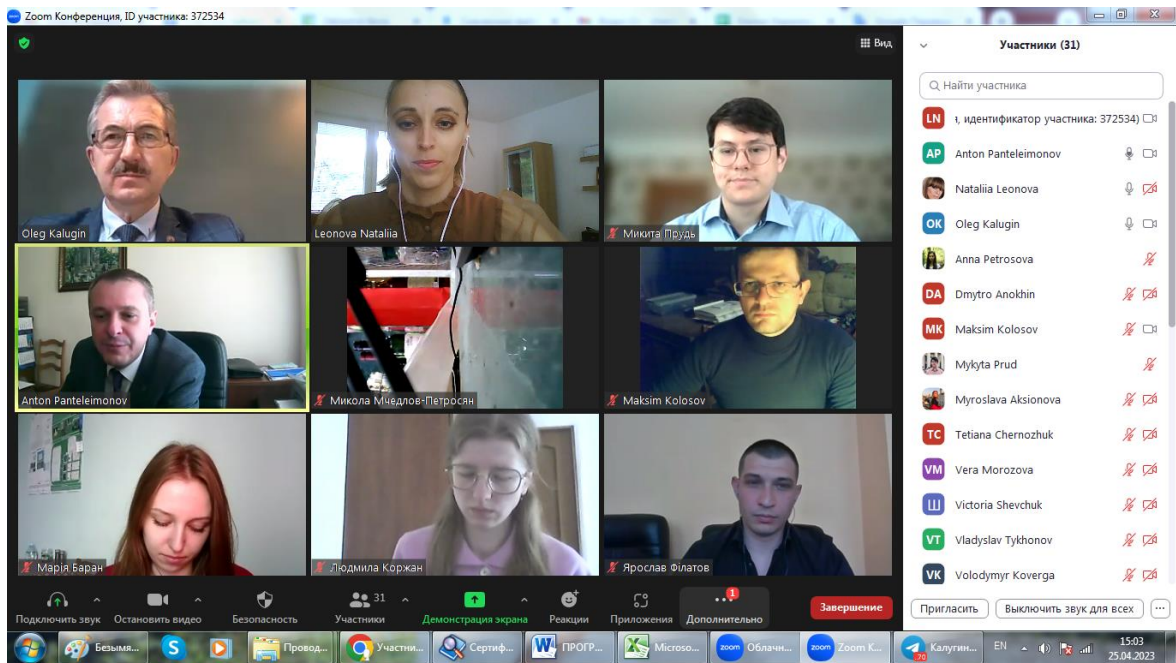 Zoom Конференция, ID участника: 372534
Вид
Oleg Kalugin
Leonova Nataliia
Микита Прудь
Anton Panteleimonov
Микола Мчедлов-Петросян
Maksim Kolosov
Марія Баран
Людмила Коржан
Ярослав Філатов
Подключить звук
Остановить видео
Безопасность
31
Участники
Демонстрация экрана
Реакции
Приложения
1
Дополнительно
Завершение
Участники (31)
Найти участника
LN я, идентификатор участника: 372534)
AP Anton Panteleimonov
Nataliia Leonova
OK Oleg Kalugin
Anna Petrosova
DA Dmytro Anokhin
MK Maksim Kolosov
Mykyta Prud
Myroslava Aksionova
TC Tetiana Chernozhuk
VM Vera Morozova
Ш Victoria Shevchuk
VT Vladyslav Tykhonov
VK Volodymyr Koverga
Пригласить
Выключить звук для всех
...
Безымя...
Провод...
Участни...
Сертиф...
ПРОГР...
Microso...
zoom Облачн...
zoom Zoom К...
70 Калугин...
EN
15:03
25.04.2023